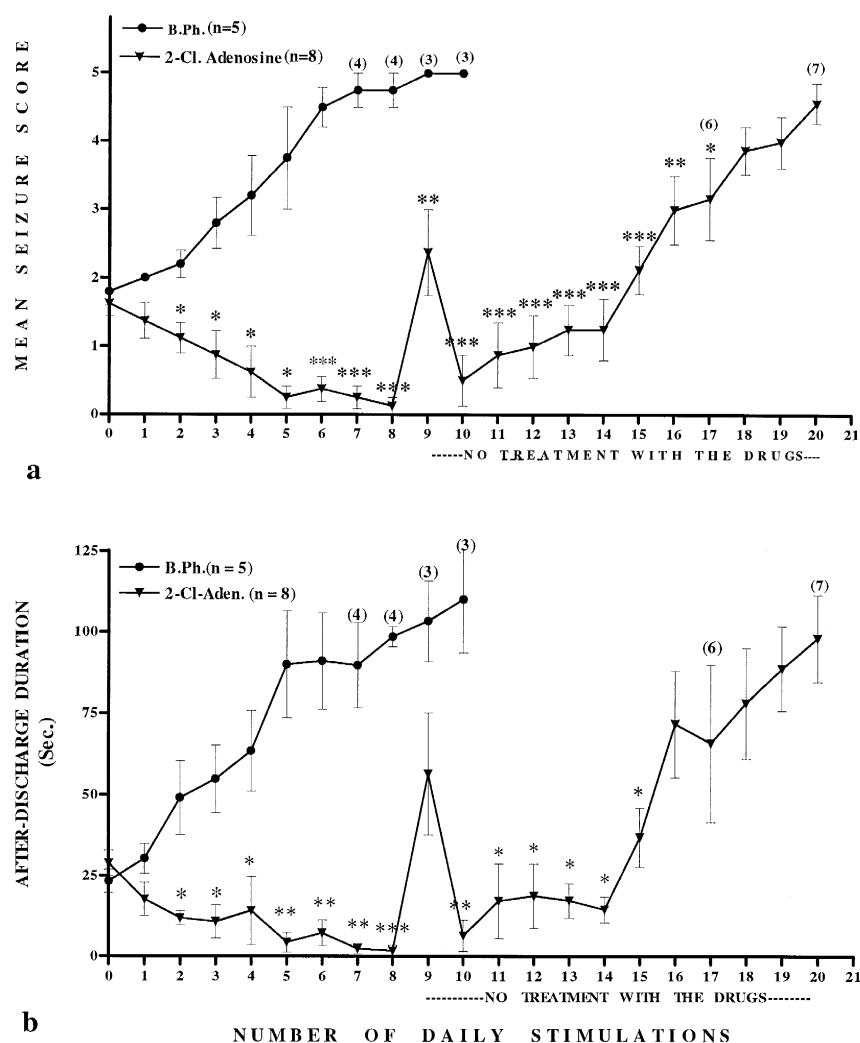 B.Ph.(n=5)
2-Cl. Adenosine (n=8)
MEAN SEIZURE SCORE
5
4
3
2
1
0
(4) (4) (3) (3) (7)
(6)
* * * * * *** *** *** ** *** *** *** *** *** *** ** *
0 1 2 3 4 5 6 7 8 9 10 11 12 13 14 15 16 17 18 19 20 21
------NO T.R.E.A TMENT WITH THE DRUGS----
a
B.Ph.(n = 5)
2-Cl-Aden. (n = 8)
AFTER-DISCHARGE DURATION
(Sec.)
125
100
75
50
25
0
(4) (4) (3) (3) (6) (7)
* * * ** ** ** *** ** * * * * *
0 1 2 3 4 5 6 7 8 9 10 11 12 13 14 15 16 17 18 19 20 21
----------NO TREATMENT WITH THE DRUGS--------
b
NUMBER OF DAILY STIMULATIONS